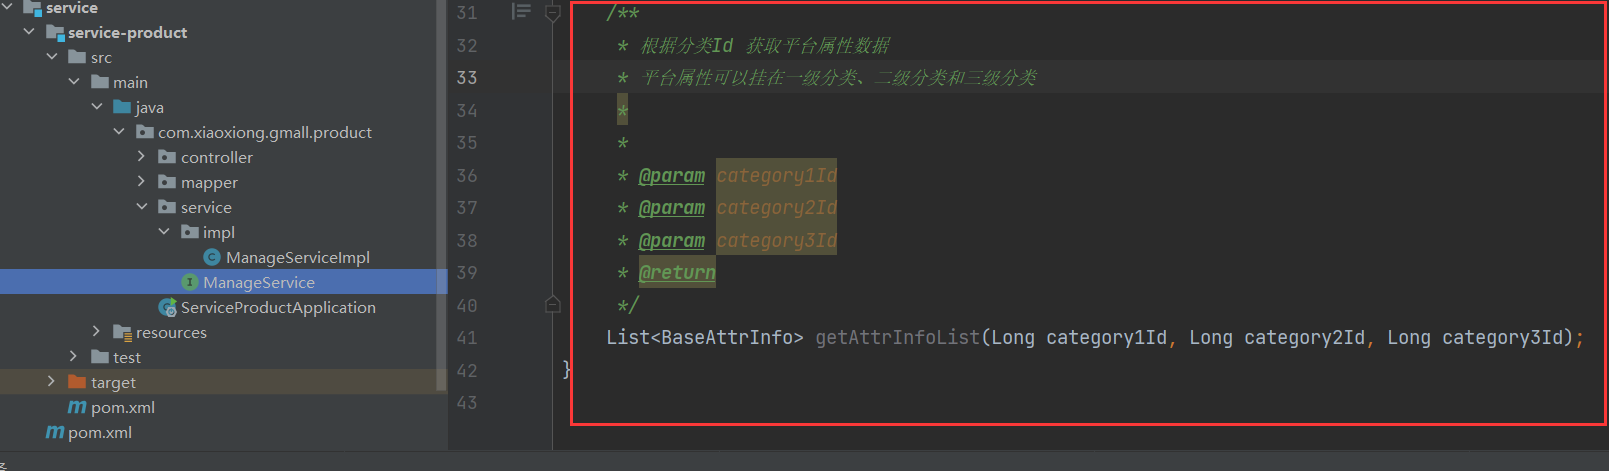 service
service-product
src
main
java
com.xiaoxiong.gmall.product
controller
mapper
service
impl
ManageServiceImpl
ManageService
ServiceProductApplication
resources
test
target
pom.xml
pom.xml
31 /**
32 * 根据分类Id 获取平台属性数据
33 * 平台属性可以挂在一级分类、二级分类和三级分类
34 *
35 *
36 * @param category1Id
37 * @param category2Id
38 * @param category3Id
39 * @return
40 */
41 List<BaseAttrInfo> getAttrInfoList(Long category1Id, Long category2Id, Long category3Id);
42 }
43